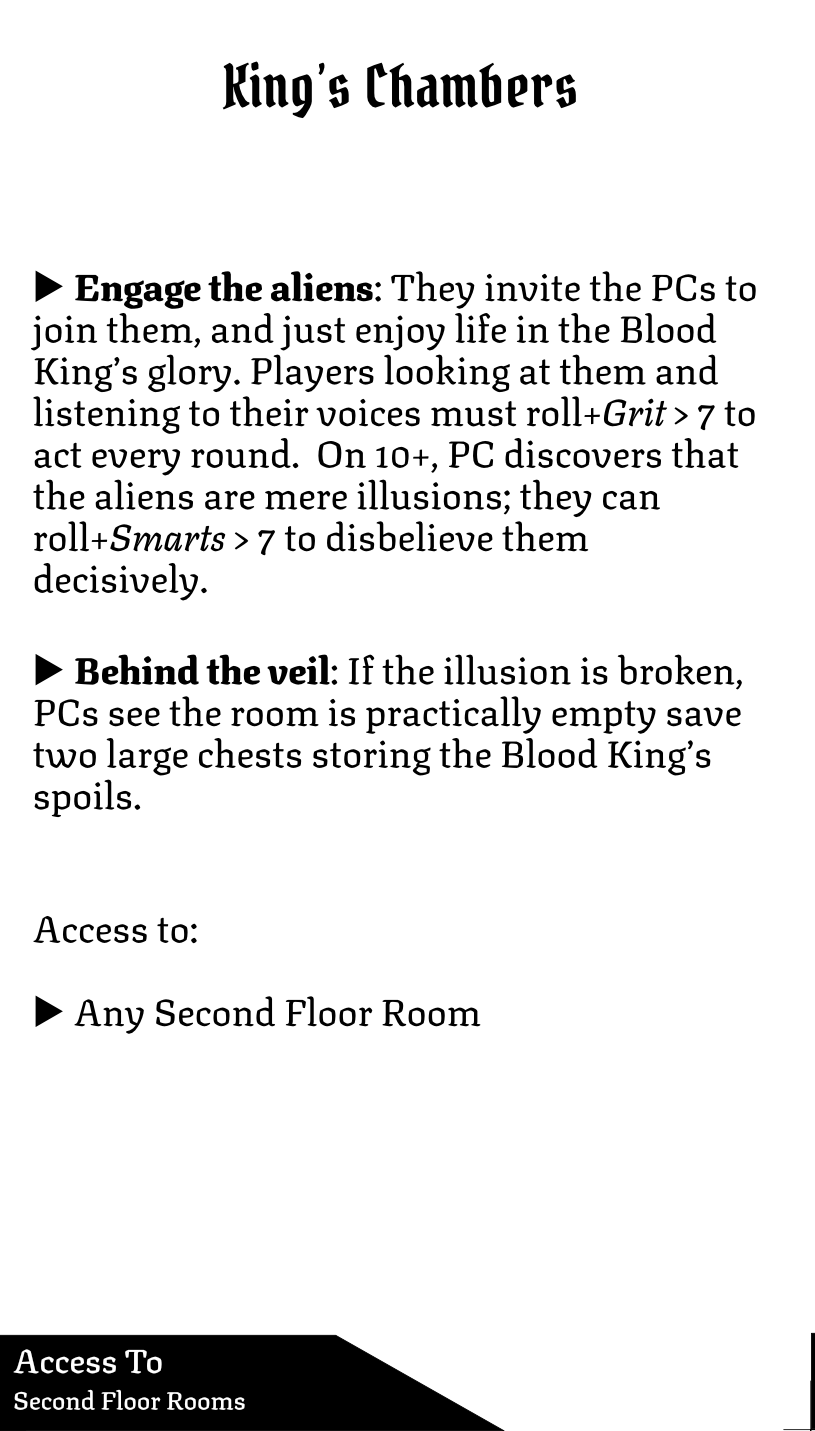 King's Chambers
▶ Engage the aliens: They invite the PCs to
join them, and just enjoy life in the Blood
King’s glory. Players looking at them and
listening to their voices must roll+Grit > 7 to
act every round.  On 10+, PC discovers that
the aliens are mere illusions; they can
roll+Smarts > 7 to disbelieve them
decisively.
▶ Behind the veil: If the illusion is broken,
PCs see the room is practically empty save
two large chests storing the Blood King’s
spoils.
Access to:
▶ Any Second Floor Room
Access To
Second Floor Rooms